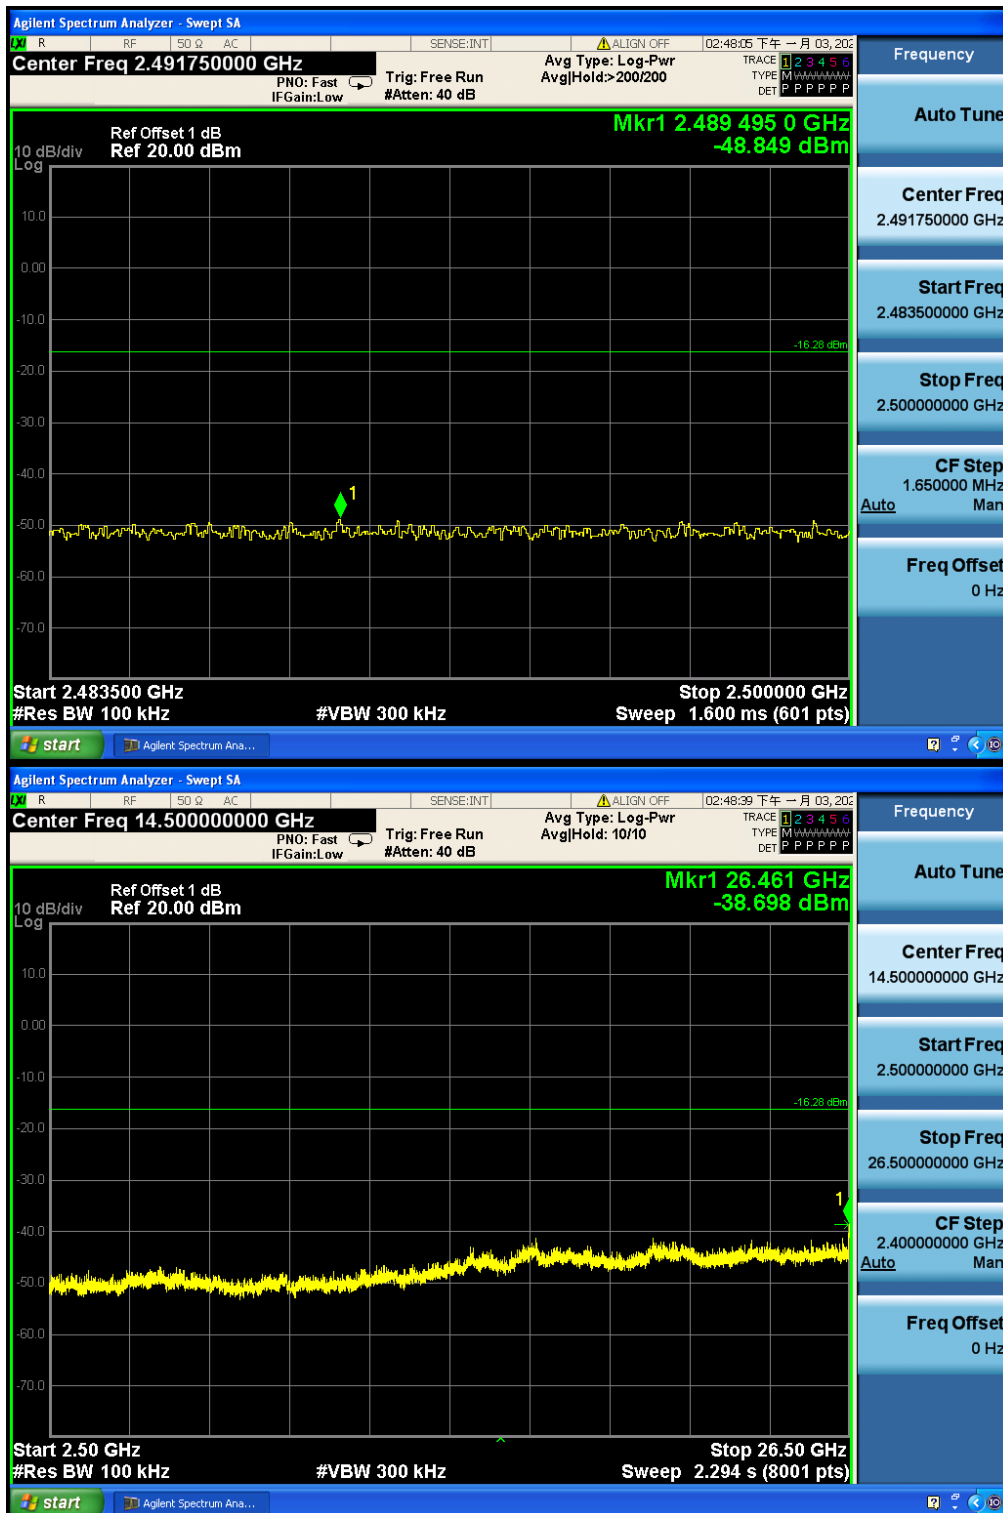 Agilent Spectrum Analyzer - Swept SA
LXI R RF 50 Ω AC SENSE:INT ALIGN OFF 02:48:05 下午 一月 03, 202
Center Freq 2.491750000 GHz
PNO: Fast
IFGain:Low
Trig: Free Run
#Atten: 40 dB
Avg Type: Log-Pwr
Avg|Hold:>200/200
TRACE 1 2 3 4 5 6
TYPE M
DET P P P P P P
Ref Offset 1 dB
10 dB/div Ref 20.00 dBm
Log
Mkr1 2.489 495 0 GHz
-48.849 dBm
10.0
0.00
-10.0
-16.28 dBm
-20.0
-30.0
-40.0
1
-50.0
-60.0
-70.0
Start 2.483500 GHz Stop 2.500000 GHz
#Res BW 100 kHz #VBW 300 kHz Sweep 1.600 ms (601 pts)
Frequency
Auto Tune
Center Freq
2.491750000 GHz
Start Freq
2.483500000 GHz
Stop Freq
2.500000000 GHz
CF Step
1.650000 MHz
Auto Man
Freq Offset
0 Hz
start Agilent Spectrum Ana...
Agilent Spectrum Analyzer - Swept SA
LXI R RF 50 Ω AC SENSE:INT ALIGN OFF 02:48:39 下午 一月 03, 202
Center Freq 14.500000000 GHz
PNO: Fast
IFGain:Low
Trig: Free Run
#Atten: 40 dB
Avg Type: Log-Pwr
Avg|Hold: 10/10
TRACE 1 2 3 4 5 6
TYPE M
DET P P P P P P
Ref Offset 1 dB
10 dB/div Ref 20.00 dBm
Log
Mkr1 26.461 GHz
-38.698 dBm
10.0
0.00
-10.0
-16.28 dBm
-20.0
-30.0
1
-40.0
-50.0
-60.0
-70.0
Start 2.50 GHz Stop 26.50 GHz
#Res BW 100 kHz #VBW 300 kHz Sweep 2.294 s (8001 pts)
Frequency
Auto Tune
Center Freq
14.500000000 GHz
Start Freq
2.500000000 GHz
Stop Freq
26.500000000 GHz
CF Step
2.400000000 GHz
Auto Man
Freq Offset
0 Hz
start Agilent Spectrum Ana...